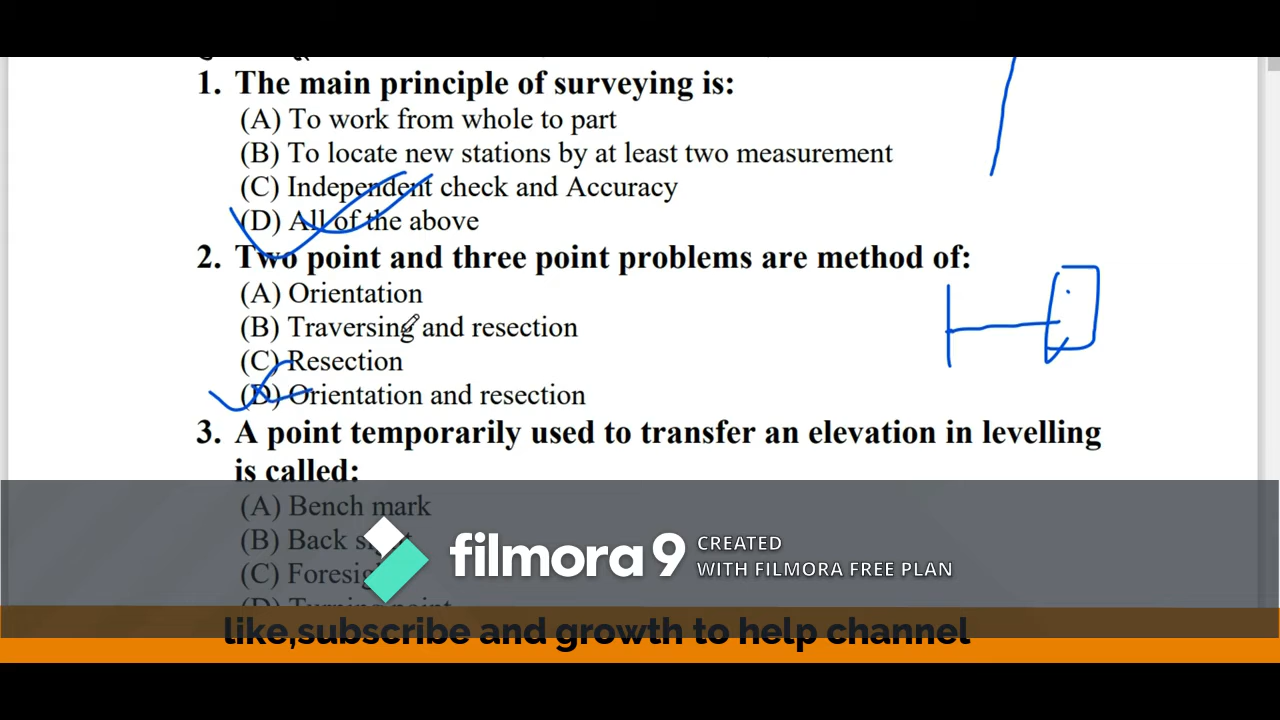 1. The main principle of surveying is:
(A) To work from whole to part
(B) To locate new stations by at least two measurement
(C) Independent check and Accuracy
(D) All of the above
2. Two point and three point problems are method of:
(A) Orientation
(B) Traversing and resection
(C) Resection
(D) Orientation and resection
3. A point temporarily used to transfer an elevation in levelling
is called:
(A) Bench mark
(B) Back
(C)
(D) Turning point
filmora 9 CREATED
WITH FILMORA FREE PLAN
like,subscribe and growth to help channel